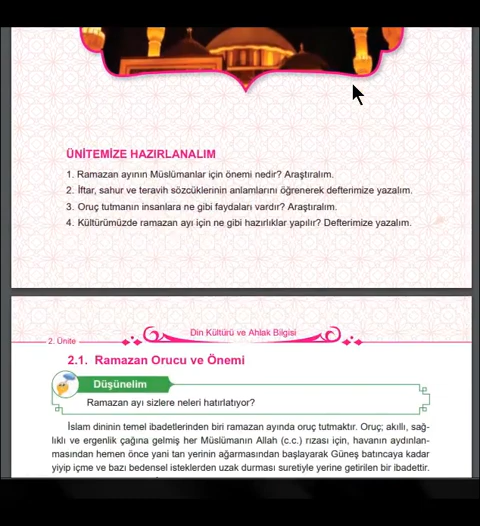 ÜNİTEMİZE HAZIRLANALIM
1. Ramazan ayının Müslümanlar için önemi nedir? Araştıralım.
2. İftar, sahur ve teravih sözcüklerinin anlamlarını öğrenerek defterimize yazalım.
3. Oruç tutmanın insanlara ne gibi faydaları vardır? Araştıralım.
4. Kültürümüzde ramazan ayı için ne gibi hazırlıklar yapılır? Defterimize yazalım.
Din Kültürü ve Ahlak Bilgisi
2. Ünite
2.1. Ramazan Orucu ve Önemi
Düşünelim
Ramazan ayı sizlere neleri hatırlatıyor?
İslam dininin temel ibadetlerinden biri ramazan ayında oruç tutmaktır. Oruç; akıllı, sağ-
lıklı ve ergenlik çağına gelmiş her Müslümanın Allah (c.c.) rızası için, havanın aydınlan-
masından hemen önce yani tan yerinin ağarmasından başlayarak Güneş batıncaya kadar
yiyip içme ve bazı bedensel isteklerden uzak durması suretiyle yerine getirilen bir ibadettir.